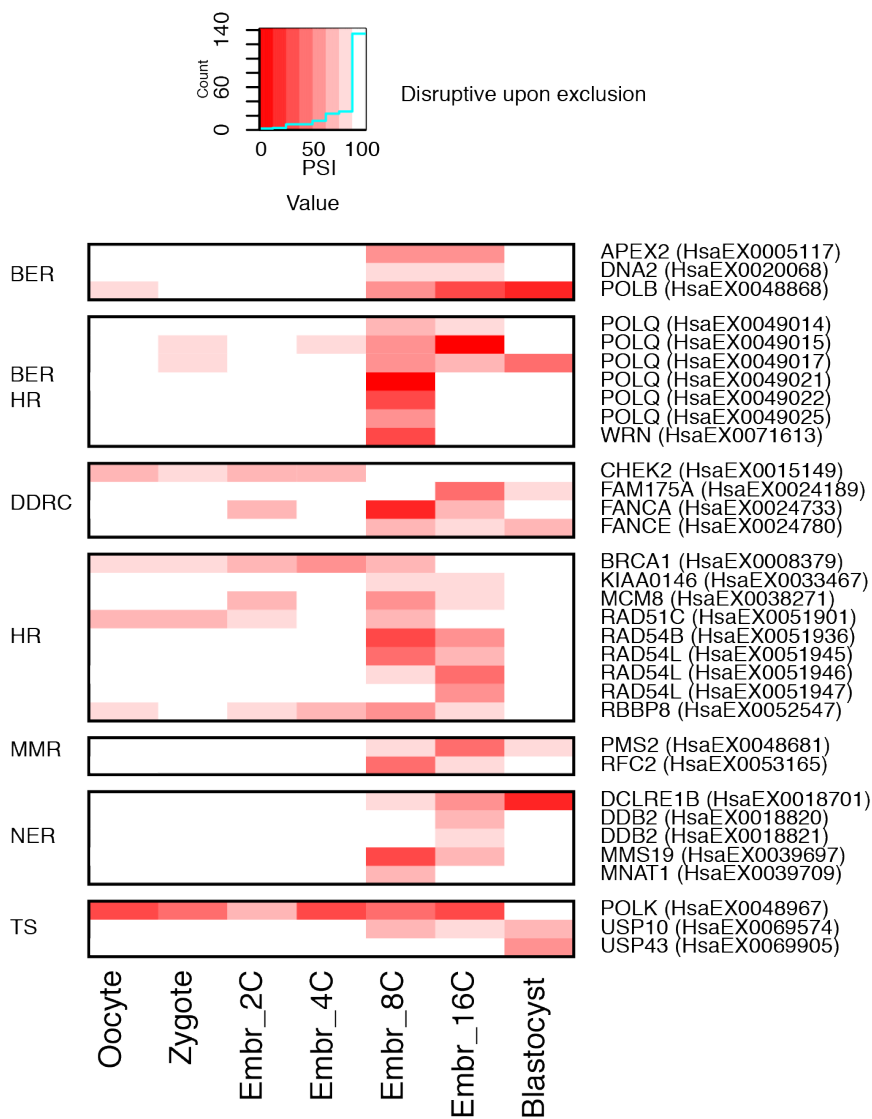 140
60
0
Count
0 50 100
PSI
Value
Disruptive upon exclusion
BER
APEX2 (HsaEX0005117)
DNA2 (HsaEX0020068)
POLB (HsaEX0048868)
BER
HR
POLQ (HsaEX0049014)
POLQ (HsaEX0049015)
POLQ (HsaEX0049017)
POLQ (HsaEX0049021)
POLQ (HsaEX0049022)
POLQ (HsaEX0049025)
WRN (HsaEX0071613)
DDRC
CHEK2 (HsaEX0015149)
FAM175A (HsaEX0024189)
FANCA (HsaEX0024733)
FANCE (HsaEX0024780)
HR
BRCA1 (HsaEX0008379)
KIAA0146 (HsaEX0033467)
MCM8 (HsaEX0038271)
RAD51C (HsaEX0051901)
RAD54B (HsaEX0051936)
RAD54L (HsaEX0051945)
RAD54L (HsaEX0051946)
RAD54L (HsaEX0051947)
RBBP8 (HsaEX0052547)
MMR
PMS2 (HsaEX0048681)
RFC2 (HsaEX0053165)
NER
DCLRE1B (HsaEX0018701)
DDB2 (HsaEX0018820)
DDB2 (HsaEX0018821)
MMS19 (HsaEX0039697)
MNAT1 (HsaEX0039709)
TS
POLK (HsaEX0048967)
USP10 (HsaEX0069574)
USP43 (HsaEX0069905)
Oocyte
Zygote
Embr_2C
Embr_4C
Embr_8C
Embr_16C
Blastocyst